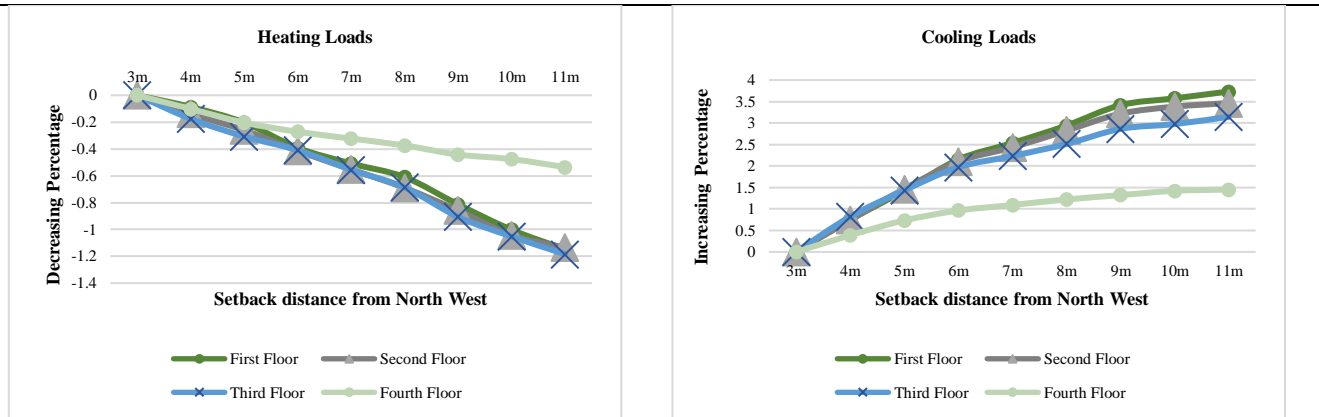 Heating Loads
3m 4m 5m 6m 7m 8m 9m 10m 11m
0
-0.2
-0.4
-0.6
-0.8
-1
-1.2
-1.4
Decreasing Percentage
Setback distance from North West
First Floor Second Floor
Third Floor Fourth Floor
Cooling Loads
4
3.5
3
2.5
2
1.5
1
0.5
0
Increasing Percentage
3m 4m 5m 6m 7m 8m 9m 10m 11m
Setback distance from North West
First Floor Second Floor
Third Floor Fourth Floor